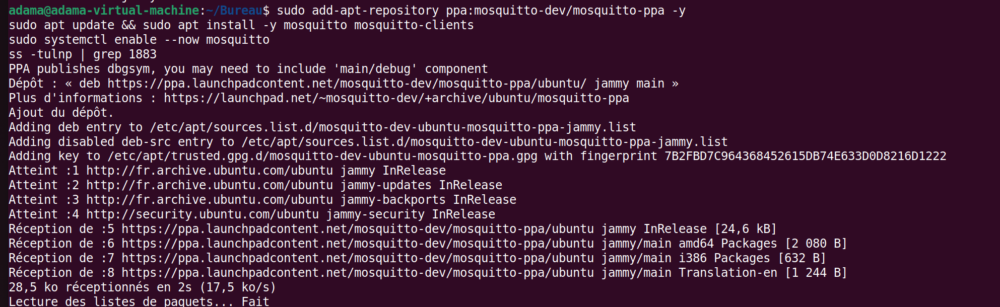 adama@adama-virtual-machine:~/Bureau$ sudo add-apt-repository ppa:mosquitto-dev/mosquitto-ppa -y
sudo apt update && sudo apt install -y mosquitto mosquitto-clients
sudo systemctl enable --now mosquitto
ss -tulnp | grep 1883
PPA publishes dbgsym, you may need to include 'main/debug' component
Dépôt : « deb https://ppa.launchpadcontent.net/mosquitto-dev/mosquitto-ppa/ubuntu/ jammy main »
Plus d'informations : https://launchpad.net/~mosquitto-dev/+archive/ubuntu/mosquitto-ppa
Ajout du dépôt.
Adding deb entry to /etc/apt/sources.list.d/mosquitto-dev-ubuntu-mosquitto-ppa-jammy.list
Adding disabled deb-src entry to /etc/apt/sources.list.d/mosquitto-dev-ubuntu-mosquitto-ppa-jammy.list
Adding key to /etc/apt/trusted.gpg.d/mosquitto-dev-ubuntu-mosquitto-ppa.gpg with fingerprint 7B2FBD7C964368452615DB74E633D0D8216D1222
Atteint :1 http://fr.archive.ubuntu.com/ubuntu jammy InRelease
Atteint :2 http://fr.archive.ubuntu.com/ubuntu jammy-updates InRelease
Atteint :3 http://fr.archive.ubuntu.com/ubuntu jammy-backports InRelease
Atteint :4 http://security.ubuntu.com/ubuntu jammy-security InRelease
Réception de :5 https://ppa.launchpadcontent.net/mosquitto-dev/mosquitto-ppa/ubuntu jammy InRelease [24,6 kB]
Réception de :6 https://ppa.launchpadcontent.net/mosquitto-dev/mosquitto-ppa/ubuntu jammy/main amd64 Packages [2 080 B]
Réception de :7 https://ppa.launchpadcontent.net/mosquitto-dev/mosquitto-ppa/ubuntu jammy/main i386 Packages [632 B]
Réception de :8 https://ppa.launchpadcontent.net/mosquitto-dev/mosquitto-ppa/ubuntu jammy/main Translation-en [1 244 B]
28,5 ko réceptionnés en 2s (17,5 ko/s)
Lecture des listes de paquets... Fait